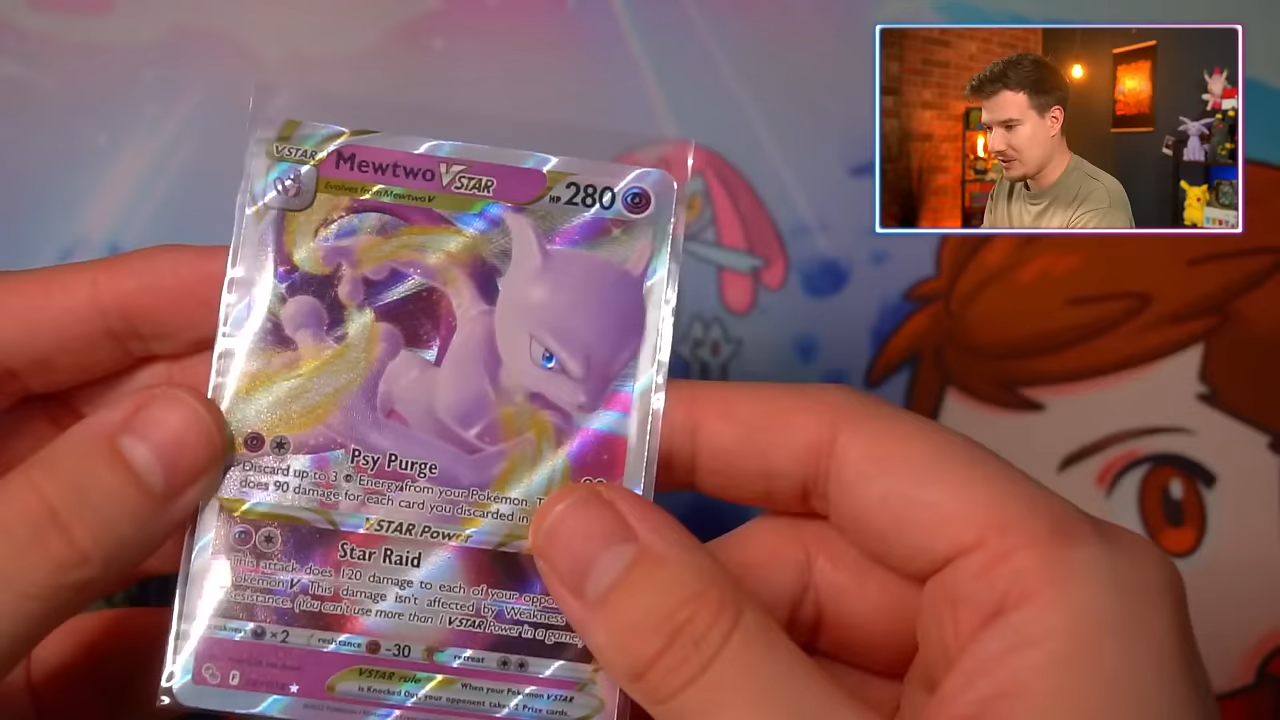 VSTAR
Mewtwo VSTAR
Evolves from Mewtwo V
HP 280
Psy Purge
Discard up to 3 Energy from your Pokémon.
does 90 damage for each card you discarded in
VSTAR Power
Star Raid
This attack does 120 damage to each of your
Pokémon V. This damage isn't affected by Weakness
Resistance. (You can't use more than 1 VSTAR Power in a game.
weakness ×2 resistance -30 retreat
VSTAR rule When your Pokémon VSTAR
is Knocked Out, your opponent takes 2 Prize cards.
F